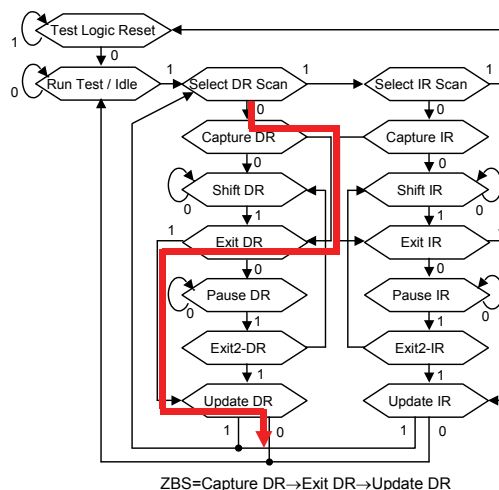 Test Logic Reset
1
0
Run Test / Idle
0
1
Select DR Scan
1
Select IR Scan
1
0
0
Capture DR
Capture IR
0
0
Shift DR
Shift IR
0
0
1
1
1
Exit DR
Exit IR
1
0
0
Pause DR
Pause IR
0
0
1
1
Exit2-DR
Exit2-IR
1
1
Update DR
Update IR
1
0
1
0
ZBS=Capture DR→Exit DR→Update DR